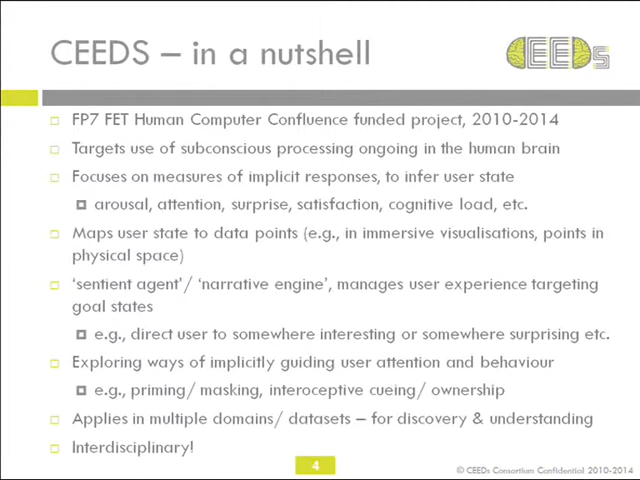 CEEDS – in a nutshell
CEEDs
FP7 FET Human Computer Confluence funded project, 2010-2014
Targets use of subconscious processing ongoing in the human brain
Focuses on measures of implicit responses, to infer user state
arousal, attention, surprise, satisfaction, cognitive load, etc.
Maps user state to data points (e.g., in immersive visualisations, points in
physical space)
‘sentient agent’/ ‘narrative engine’, manages user experience targeting
goal states
e.g., direct user to somewhere interesting or somewhere surprising etc.
Exploring ways of implicitly guiding user attention and behaviour
e.g., priming/ masking, interoceptive cueing/ ownership
Applies in multiple domains/ datasets – for discovery & understanding
Interdisciplinary!
4
© CEEDs Consortium Confidential 2010-2014